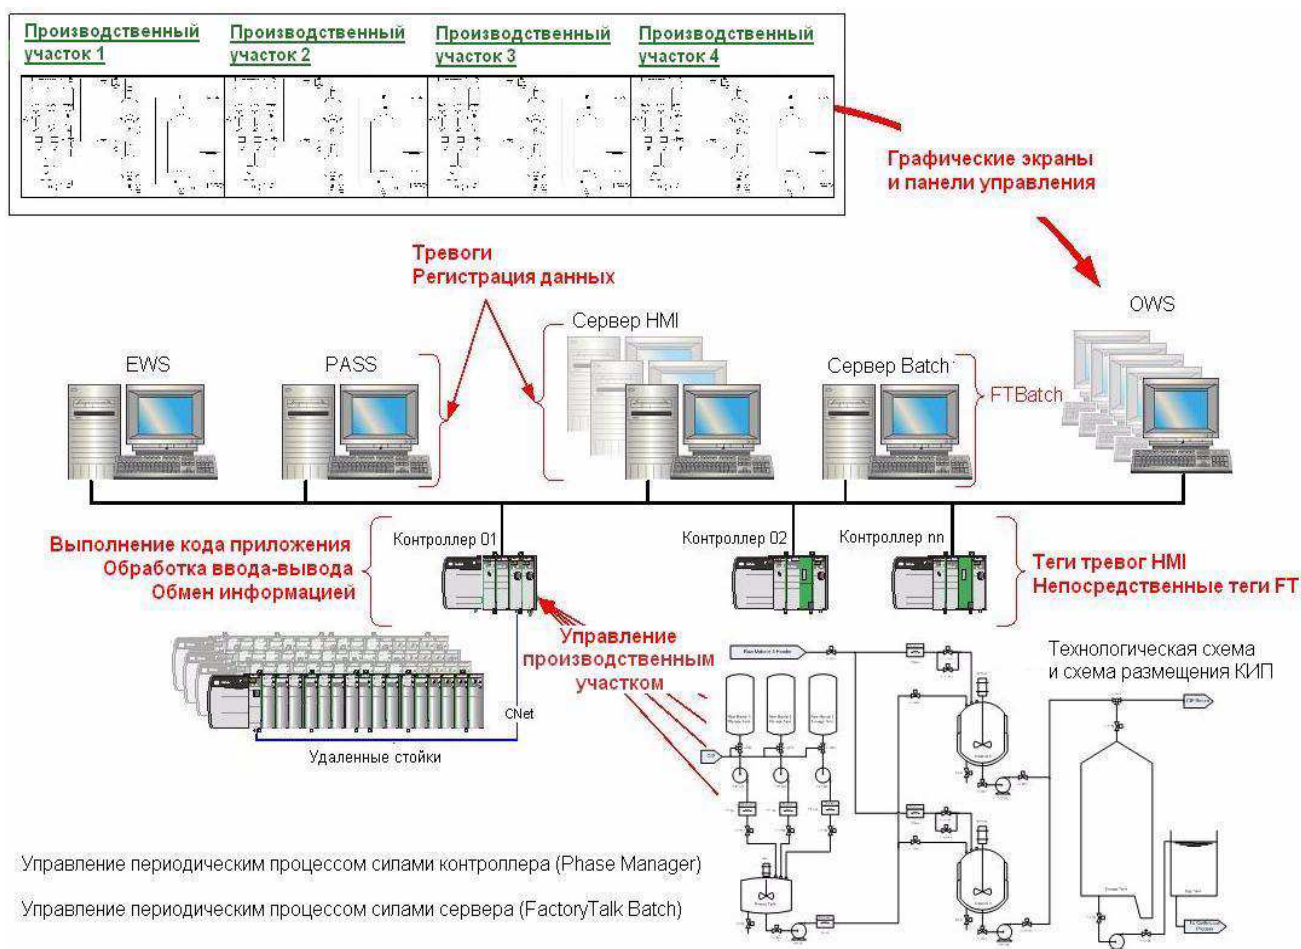 Производственный
участок 1
Производственный
участок 2
Производственный
участок 3
Производственный
участок 4
Графические экраны
и панели управления
Тревоги
Регистрация данных
Сервер HMI
OWS
EWS
PASS
Сервер Batch
FTBatch
Выполнение кода приложения
Обработка ввода-вывода
Обмен информацией
Контроллер 01
Контроллер 02
Контроллер nn
Теги тревог HMI
Непосредственные теги FT
Управление
производственным
участком
Технологическая схема
и схема размещения КИП
CNet
Удаленные стойки
Управление периодическим процессом силами контроллера (Phase Manager)
Управление периодическим процессом силами сервера (FactoryTalk Batch)